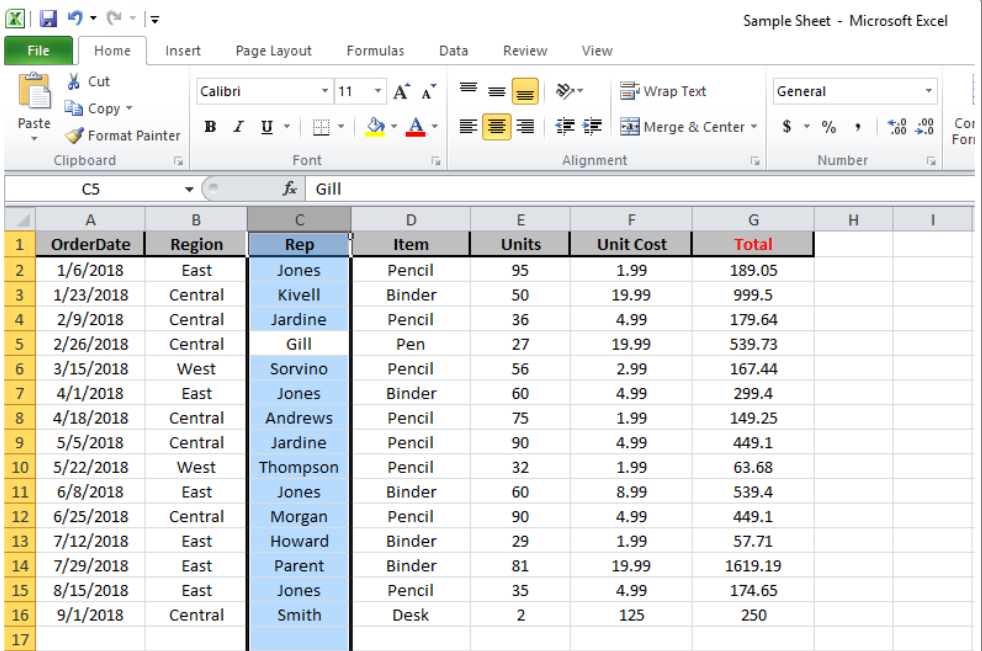 Sample Sheet - Microsoft Excel
File Home Insert Page Layout Formulas Data Review View
Cut
Copy
Format Painter
Paste
Calibri 11
B I U
A A
A
Wrap Text
Merge & Center
General
$ % , .0 .00 .00 .0
Con
Forn
Clipboard Font Alignment Number
C5 fx Gill
A B C D E F G H I
1 OrderDate Region Rep Item Units Unit Cost Total
2 1/6/2018 East Jones Pencil 95 1.99 189.05
3 1/23/2018 Central Kivell Binder 50 19.99 999.5
4 2/9/2018 Central Jardine Pencil 36 4.99 179.64
5 2/26/2018 Central Gill Pen 27 19.99 539.73
6 3/15/2018 West Sorvino Pencil 56 2.99 167.44
7 4/1/2018 East Jones Binder 60 4.99 299.4
8 4/18/2018 Central Andrews Pencil 75 1.99 149.25
9 5/5/2018 Central Jardine Pencil 90 4.99 449.1
10 5/22/2018 West Thompson Pencil 32 1.99 63.68
11 6/8/2018 East Jones Binder 60 8.99 539.4
12 6/25/2018 Central Morgan Pencil 90 4.99 449.1
13 7/12/2018 East Howard Binder 29 1.99 57.71
14 7/29/2018 East Parent Binder 81 19.99 1619.19
15 8/15/2018 East Jones Pencil 35 4.99 174.65
16 9/1/2018 Central Smith Desk 2 125 250
17